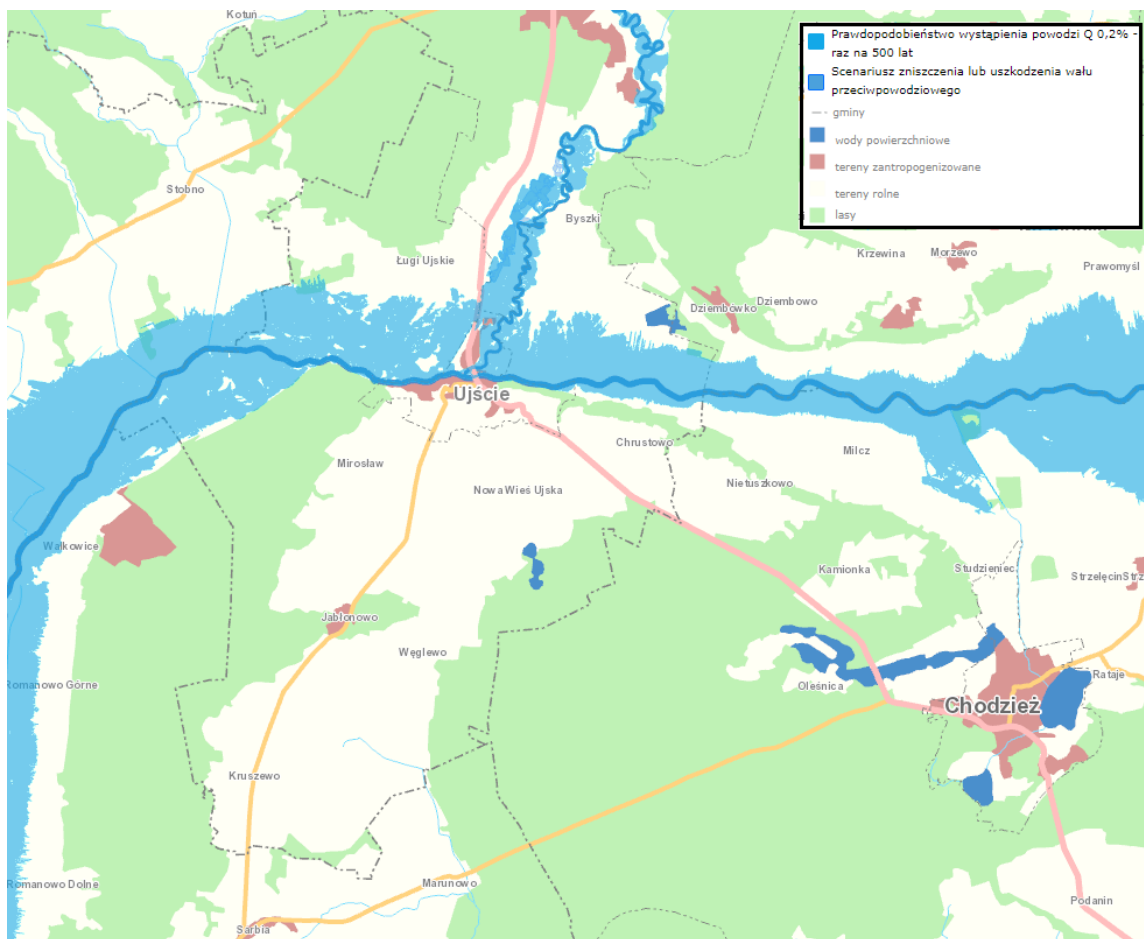 Kotuń
Prawdopodobieństwo wystąpienia powodzi Q 0,2% -
raz na 500 lat
Scenariusz zniszczenia lub uszkodzenia wału
przeciwpowodziowego
gminy
wody powierzchniowe
tereny zantropogenizowane
tereny rolne
lasy
Stobno
Byszki
Ługi Ujskie
Krzewina
Morzewo
Prawomyśl
Dziembówko
Dziembowo
Ujście
Chrustowo
Milcz
Mirosław
Nowa Wieś Ujska
Nietuszkowo
Walkowice
Kamionka
Studzieniec
StrzelęcinStrz
Jabłonowo
Węglewo
Romanowo Górne
Oleśnica
Rataje
Chodzież
Kruszewo
Romanowo Dolne
Marunowo
Podanin
Sarbia